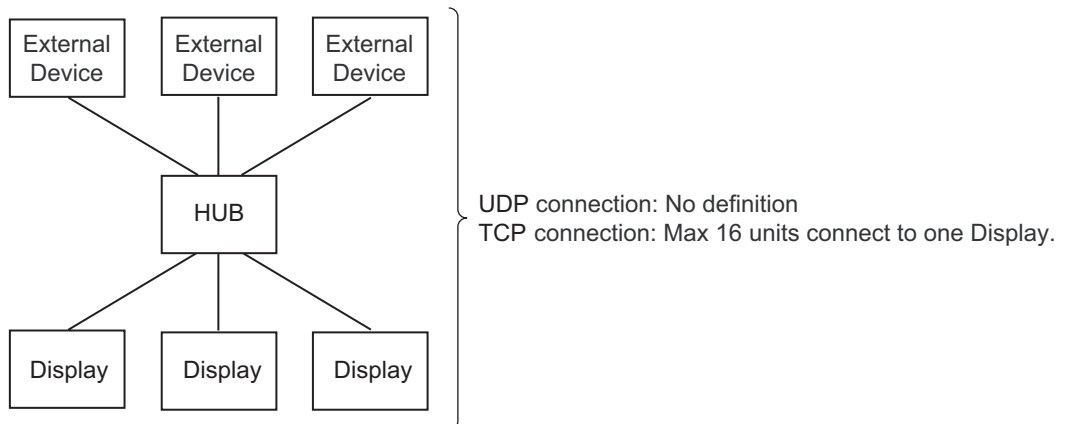 External
Device
External
Device
External
Device
HUB
UDP connection: No definition
TCP connection: Max 16 units connect to one Display.
Display
Display
Display